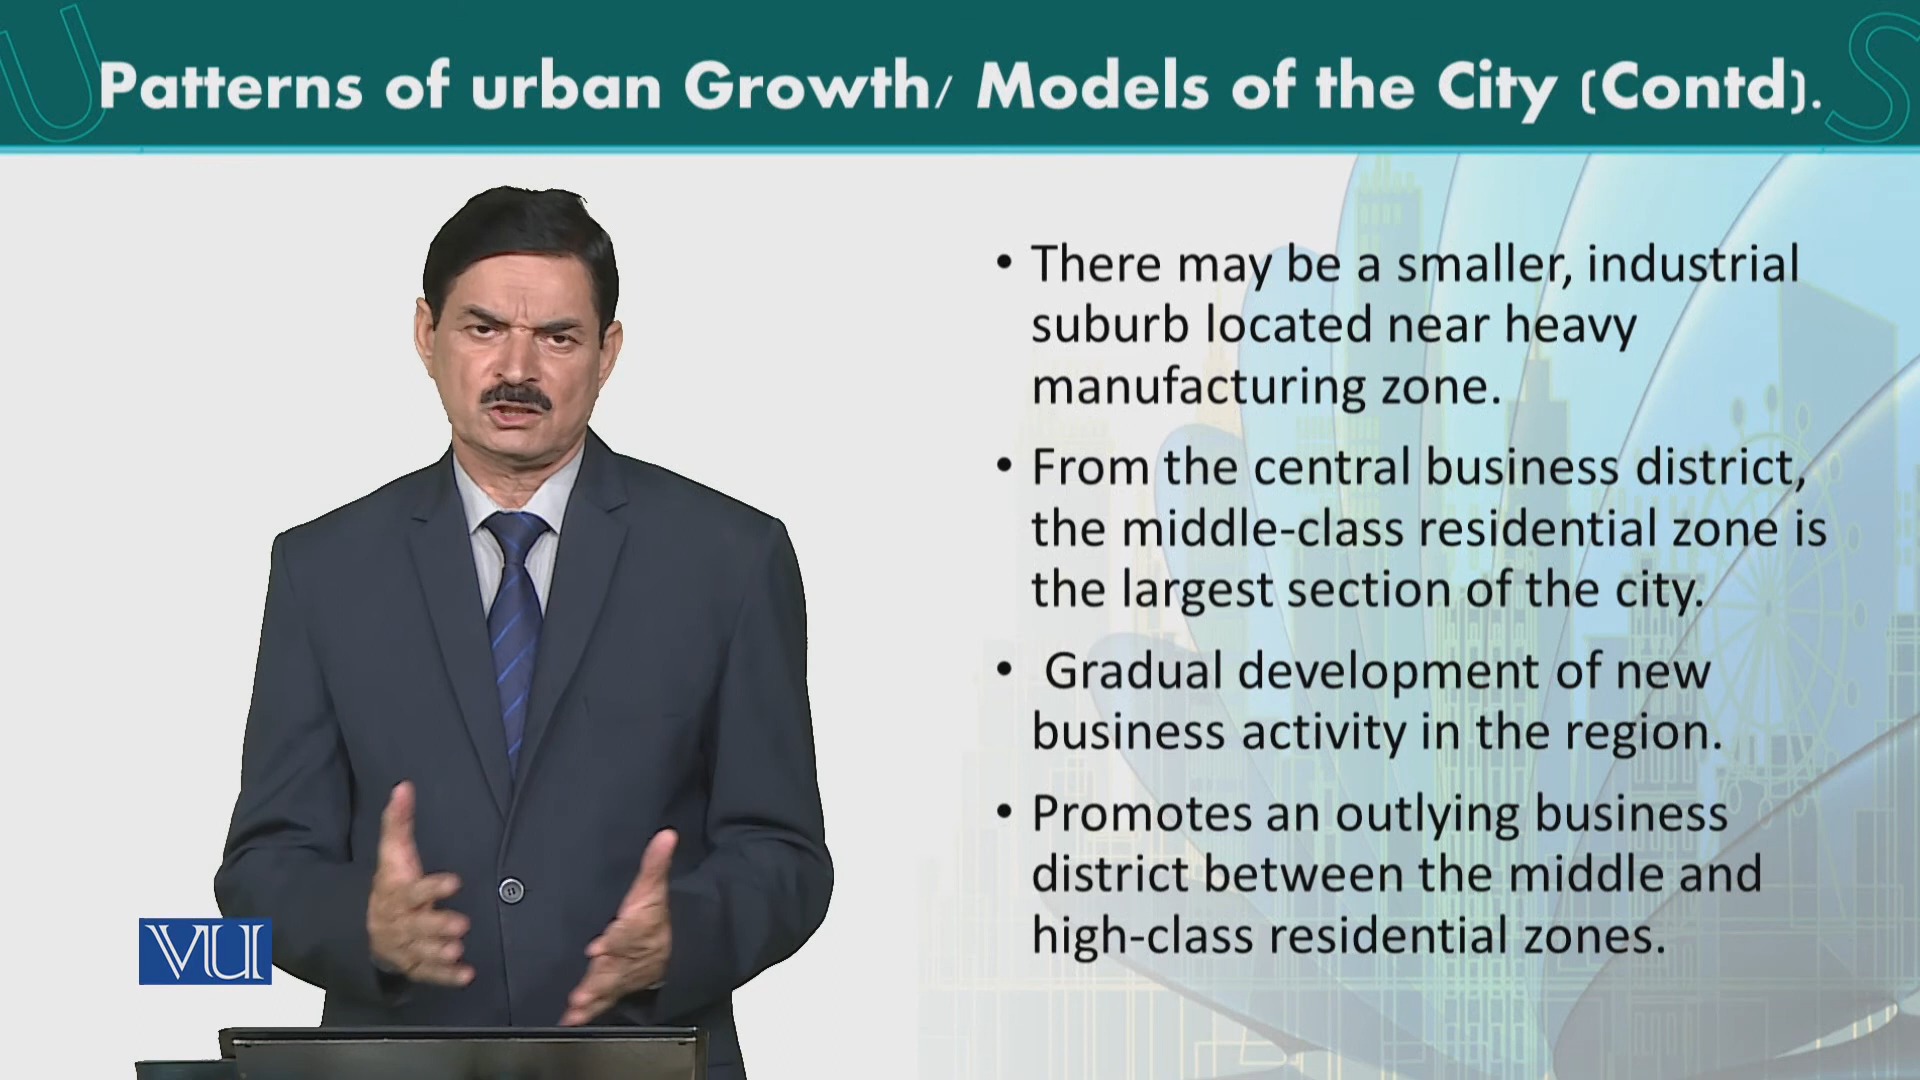 Patterns of urban Growth/ Models of the City (Contd).
• There may be a smaller, industrial
suburb located near heavy
manufacturing zone.
• From the central business district,
the middle-class residential zone is
the largest section of the city.
• Gradual development of new
business activity in the region.
• Promotes an outlying business
district between the middle and
high-class residential zones.
VU
U
S